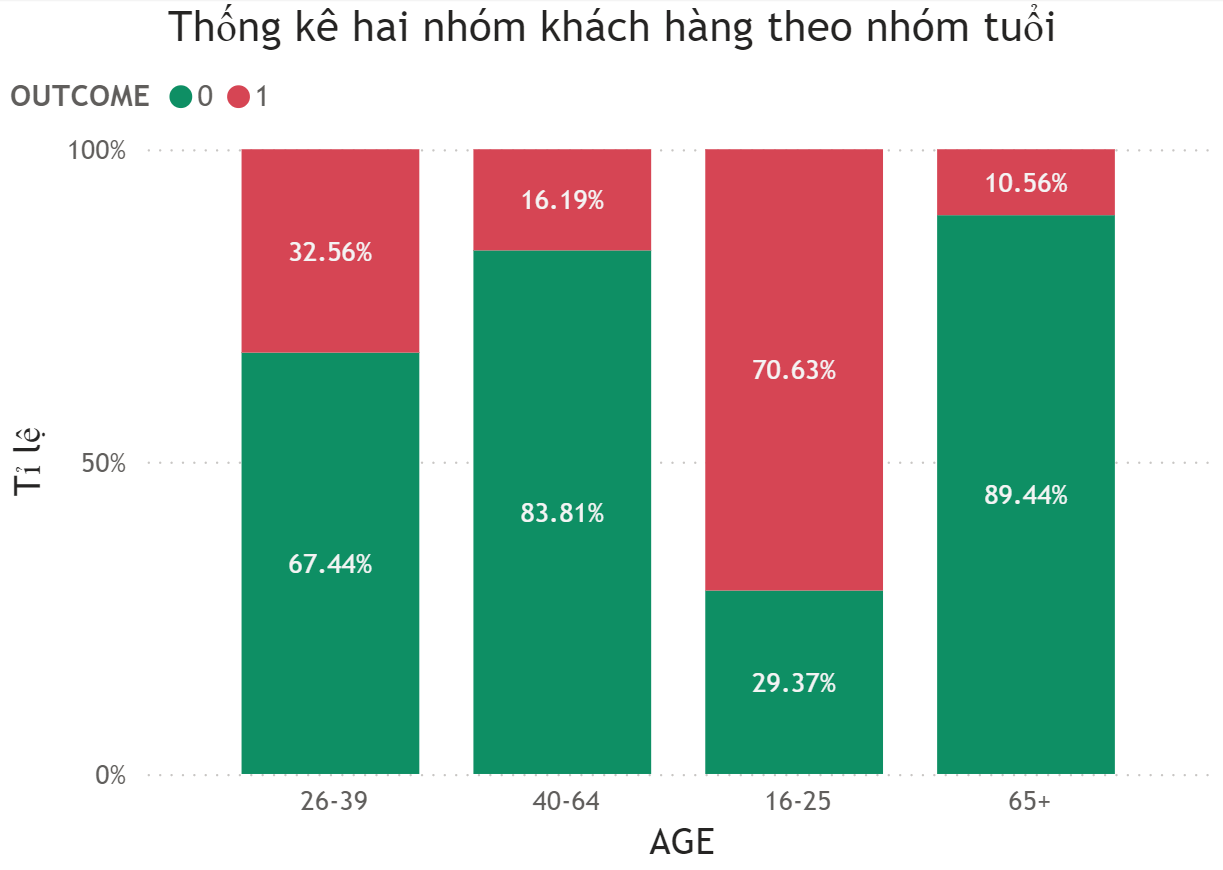 Thống kê hai nhóm khách hàng theo nhóm tuổi
OUTCOME 0 1
100%
50%
0%
Tỉ lệ
32.56%
67.44%
16.19%
83.81%
70.63%
29.37%
10.56%
89.44%
26-39 40-64 16-25 65+
AGE